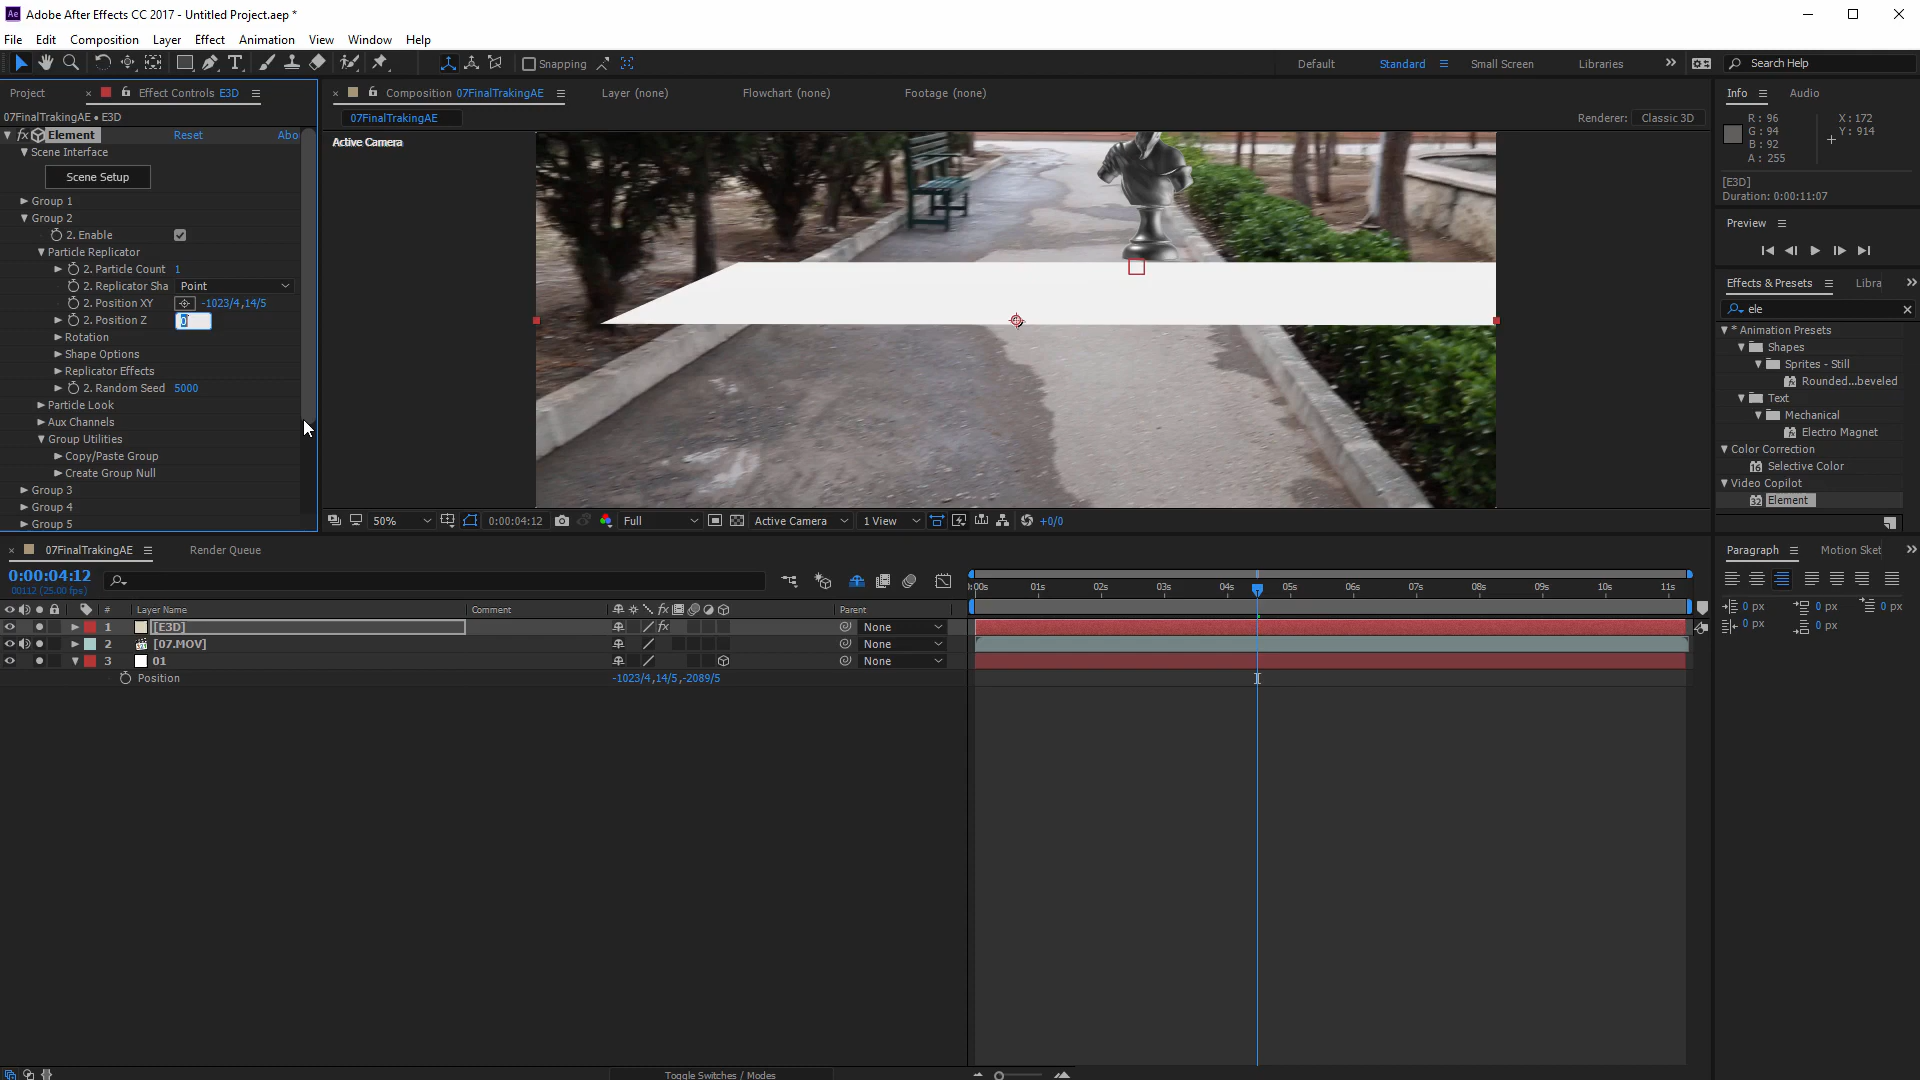 Adobe After Effects CC 2017 - Untitled Project.aep *
File Edit Composition Layer Effect Animation View Window Help
Snapping Default Standard Small Screen Libraries Search Help
Project Effect Controls E3D Composition 07FinalTrakingAE Layer (none) Flowchart (none) Footage (none) Info Audio
07FinalTrakingAE • E3D 07FinalTrakingAE Renderer: Classic 3D
R : 96 X : 172
G : 94 Y : 914
B : 92
A : 255
fx Element Reset Abo
Active Camera
Scene Interface
Scene Setup
[E3D]
Duration: 0:00:11:07
Group 1
Group 2
Preview
2. Enable
Particle Replicator
2. Particle Count 1
2. Replicator Sha Point
2. Position XY -1023/4,14/5
2. Position Z 0
Rotation
Shape Options
Replicator Effects
2. Random Seed 5000
Particle Look
Aux Channels
Group Utilities
Copy/Paste Group
Create Group Null
Group 3
Group 4
Group 5
Effects & Presets Libra
ele
* Animation Presets
Shapes
Sprites - Still
Rounded...beveled
Text
Mechanical
Electro Magnet
Color Correction
Selective Color
Video Copilot
Element
50% 0:00:04:12 Full Active Camera 1 View +0/0
07FinalTrakingAE Render Queue Paragraph Motion Sket
0:00:04:12
00112 (25.00 fps)
:00s 01s 02s 03s 04s 05s 06s 07s 08s 09s 10s 11s
# Layer Name Comment fx Parent
1 [E3D] fx None
2 [07.MOV] None
3 01 None
Position -1023/4,14/5,-2089/5
0 px 0 px 0 px
0 px 0 px
Toggle Switches / Modes